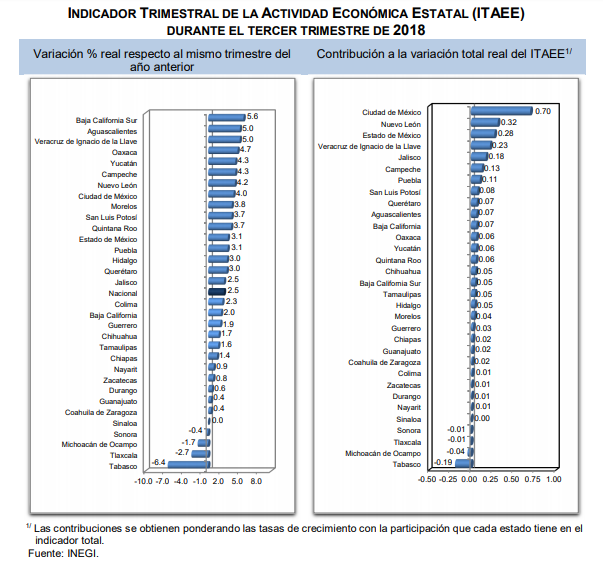 INDICADOR TRIMESTRAL DE LA ACTIVIDAD ECONÓMICA ESTATAL (ITAEE)
DURANTE EL TERCER TRIMESTRE DE 2018
Variación % real respecto al mismo trimestre del
año anterior
Baja California Sur 5.6
Aguascalientes 5.0
Veracruz de Ignacio de la Llave 5.0
Oaxaca 4.7
Yucatán 4.3
Campeche 4.3
Nuevo León 4.2
Ciudad de México 4.0
Morelos 3.8
San Luis Potosí 3.7
Quintana Roo 3.7
Estado de México 3.1
Puebla 3.1
Hidalgo 3.0
Querétaro 3.0
Jalisco 2.5
Nacional 2.5
Colima 2.3
Baja California 2.0
Guerrero 1.9
Chihuahua 1.7
Tamaulipas 1.6
Chiapas 1.4
Nayarit 0.9
Zacatecas 0.8
Durango 0.6
Guanajuato 0.4
Coahuila de Zaragoza 0.4
Sinaloa 0.0
Sonora -0.4
Michoacán de Ocampo -1.7
Tlaxcala -2.7
Tabasco -6.4
-10.0 -7.0 -4.0 -1.0 2.0 5.0 8.0
Contribución a la variación total real del ITAEE1/
Ciudad de México 0.70
Nuevo León 0.32
Estado de México 0.28
Veracruz de Ignacio de la Llave 0.23
Jalisco 0.18
Campeche 0.13
Puebla 0.11
San Luis Potosí 0.08
Querétaro 0.07
Aguascalientes 0.07
Baja California 0.07
Oaxaca 0.06
Yucatán 0.06
Quintana Roo 0.06
Chihuahua 0.05
Baja California Sur 0.05
Tamaulipas 0.05
Hidalgo 0.05
Morelos 0.04
Guerrero 0.03
Chiapas 0.02
Guanajuato 0.02
Coahuila de Zaragoza 0.02
Colima 0.01
Zacatecas 0.01
Durango 0.01
Nayarit 0.01
Sinaloa 0.00
Sonora -0.01
Tlaxcala -0.01
Michoacán de Ocampo -0.04
Tabasco -0.19
-0.50 -0.25 0.00 0.25 0.50 0.75 1.00
1/ Las contribuciones se obtienen ponderando las tasas de crecimiento con la participación que cada estado tiene en el
indicador total.
Fuente: INEGI.